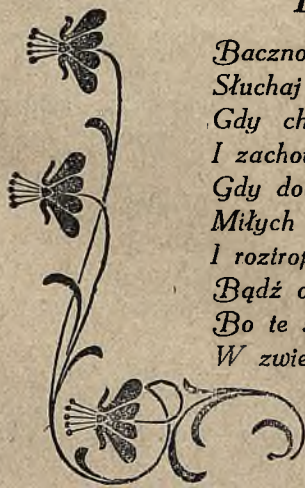 Baczno
Słuchaj
Gdy ch
I zachow
Gdy do
Miłych
I roztrop
Bądź
Bo te
W zwie